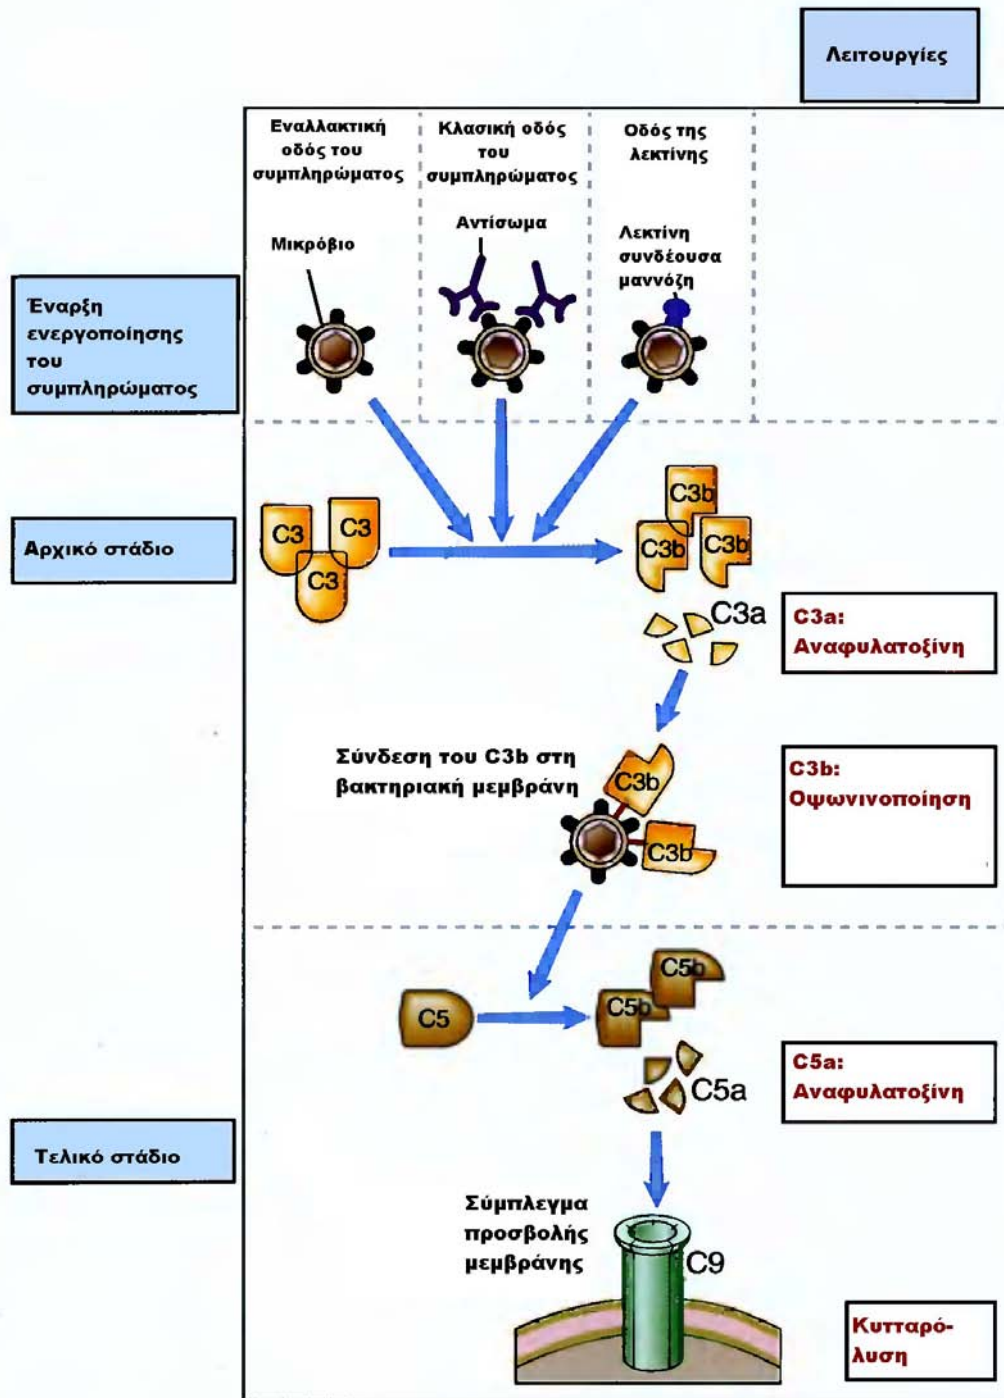 Λειτουργίες
Εναλλακτική
οδός του
συμπληρώματος
Κλασική οδός
του
συμπληρώματος
Οδός της
λεκτίνης
Μικρόβιο
Αντίσωμα
Λεκτίνη
συνδέουσα
μαννόζη
Έναρξη
ενεργοποίησης
του
συμπληρώματος
Αρχικό στάδιο
C3
C3
C3
C3b
C3b
C3b
C3a
C3a:
Αναφυλατοξίνη
Σύνδεση του C3b στη
βακτηριακή μεμβράνη
C3b
C3b
C3b:
Οψωνινοποίηση
C5
C5b
C5b
C5a
C5a:
Αναφυλατοξίνη
Τελικό στάδιο
Σύμπλεγμα
προσβολής
μεμβράνης
C9
Κυτταρό-
λυση